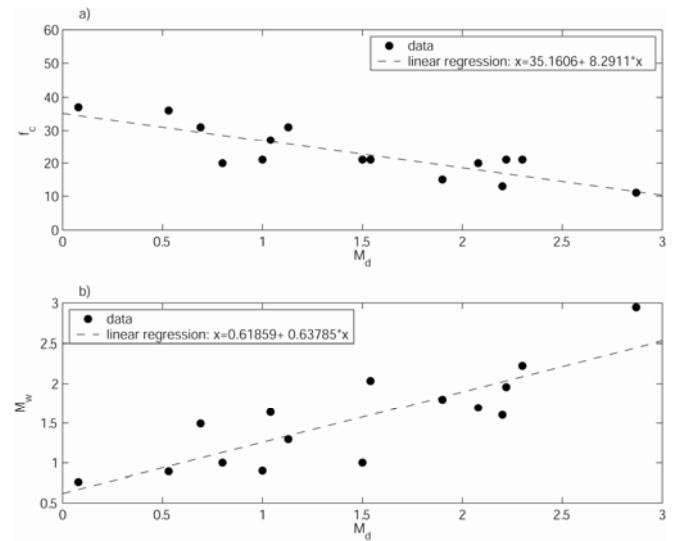 a)
60
50
40
30
20
10
0
f_c
data
linear regression: x=35.1606+ 8.2911*x
0 0.5 1 1.5 2 2.5 3
M_d
b)
3
2.5
2
1.5
1
0.5
M_w
data
linear regression: x=0.61859+ 0.63785*x
0 0.5 1 1.5 2 2.5 3
M_d